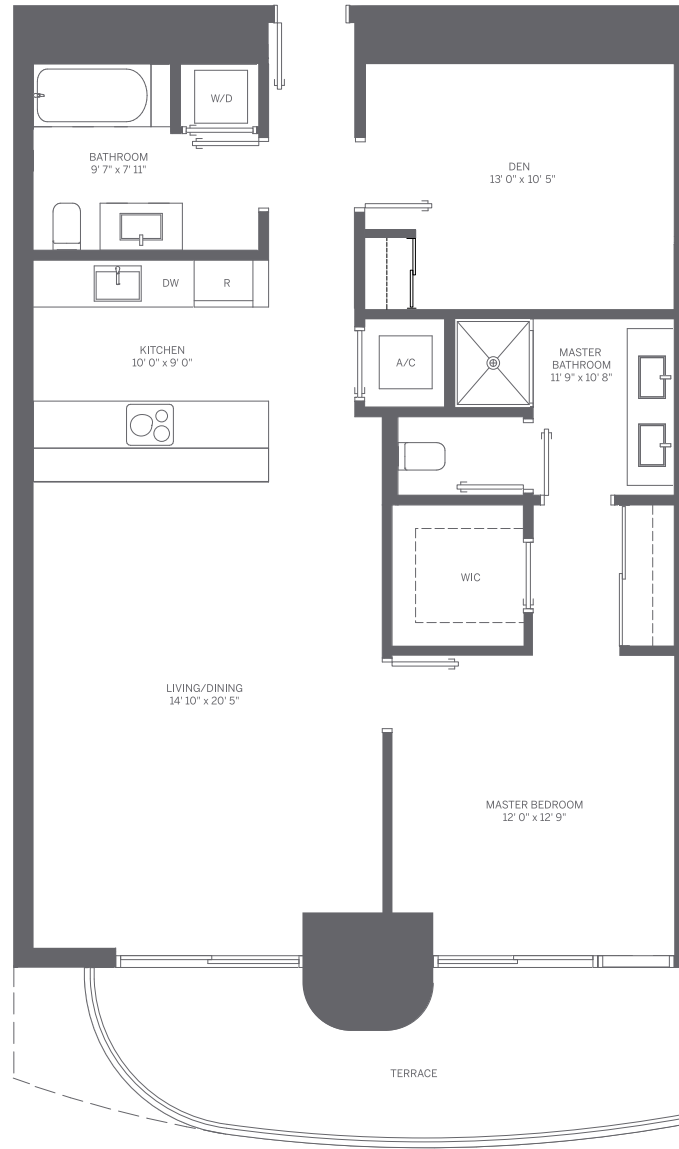 W/D
BATHROOM
9' 7" x 7' 11"
DEN
13' 0" x 10' 5"
DW
R
KITCHEN
10' 0" x 9' 0"
A/C
MASTER
BATHROOM
11' 9" x 10' 8"
WIC
LIVING/DINING
14' 10" x 20' 5"
MASTER BEDROOM
12' 0" x 12' 9"
TERRACE